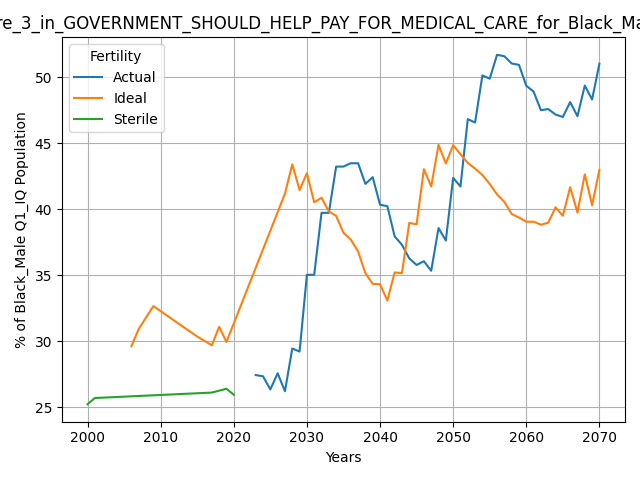 re_3_in_GOVERNMENT_SHOULD_HELP_PAY_FOR_MEDICAL_CARE_for_Black_Ma
Fertility
Actual
Ideal
Sterile
% of Black_Male Q1_IQ Population
50
45
40
35
30
25
2000 2010 2020 2030 2040 2050 2060 2070
Years